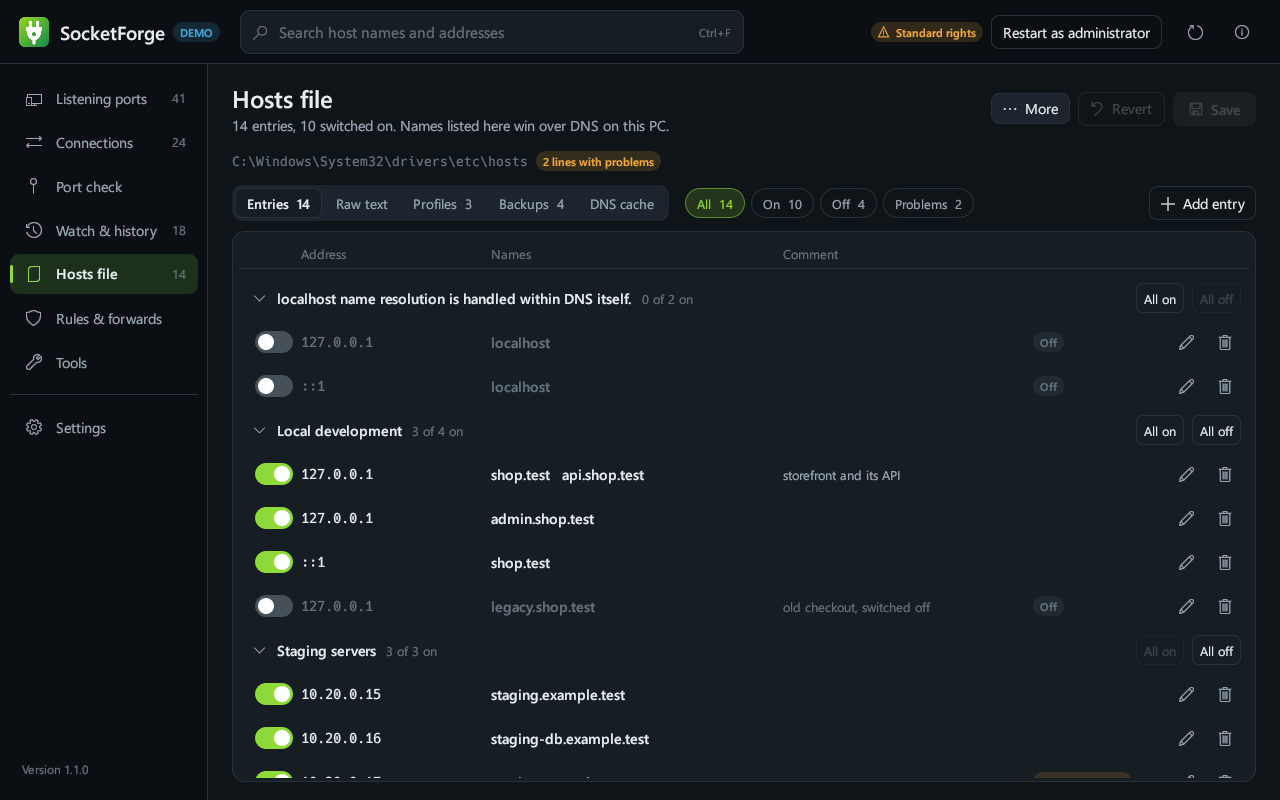 SocketForge DEMO
Search host names and addresses Ctrl+F
Standard rights
Restart as administrator
Listening ports 41
Connections 24
Port check
Watch & history 18
Hosts file 14
Rules & forwards
Tools
Settings
Version 1.1.0
Hosts file
14 entries, 10 switched on. Names listed here win over DNS on this PC.
More Revert Save
C:\Windows\System32\drivers\etc\hosts 2 lines with problems
Entries 14 Raw text Profiles 3 Backups 4 DNS cache All 14 On 10 Off 4 Problems 2 Add entry
Address Names Comment
localhost name resolution is handled within DNS itself. 0 of 2 on All on All off
127.0.0.1 localhost Off
::1 localhost Off
Local development 3 of 4 on All on All off
127.0.0.1 shop.test api.shop.test storefront and its API
127.0.0.1 admin.shop.test
::1 shop.test
127.0.0.1 legacy.shop.test old checkout, switched off Off
Staging servers 3 of 3 on All on All off
10.20.0.15 staging.example.test
10.20.0.16 staging-db.example.test